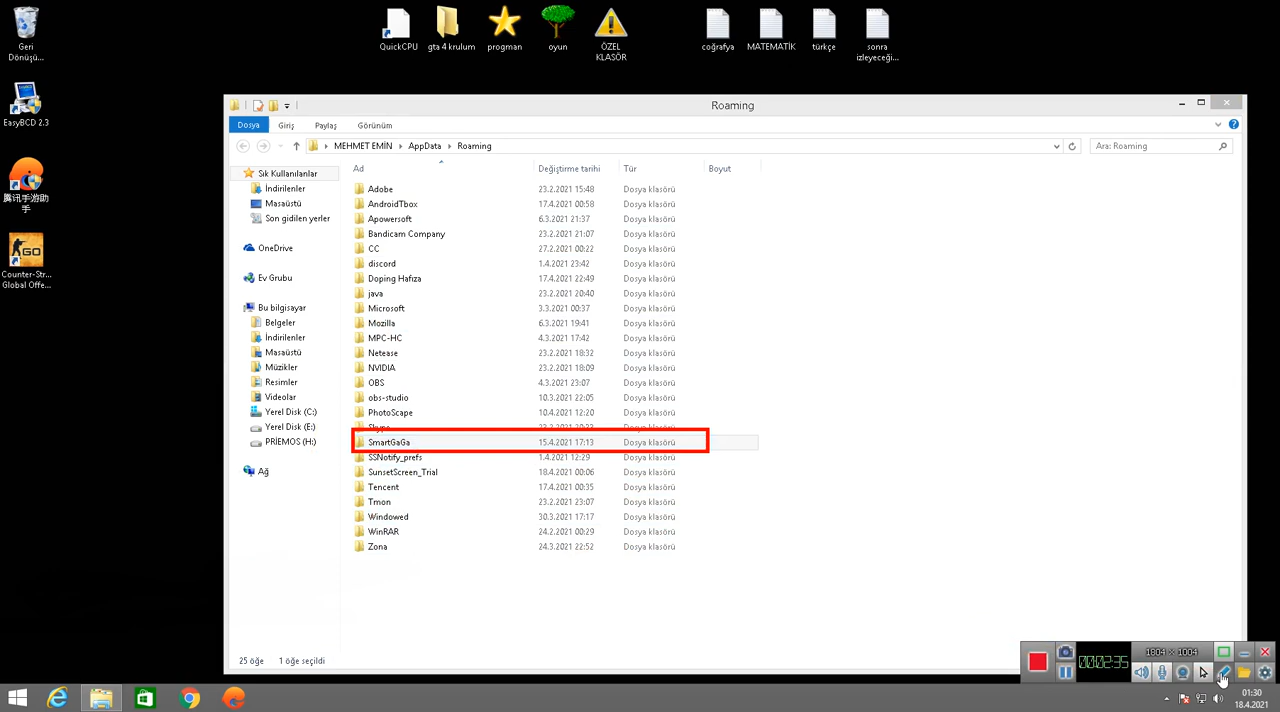 Geri
Dönüşü...
QuickCPU
gta 4 krulum
progman
oyun
ÖZEL
KLASÖR
coğrafya
MATEMATİK
türkçe
sonra
izleyeceği...
EasyBCD 2.3
腾讯手游助
手
GO
Counter-Str...
Global Offe...
Roaming
Dosya
Giriş
Paylaş
Görünüm
MEHMET EMİN
AppData
Roaming
Ara: Roaming
Ad
Değiştirme tarihi
Tür
Boyut
Sık Kullanılanlar
İndirilenler
Masaüstü
Son gidilen yerler
OneDrive
Ev Grubu
Bu bilgisayar
Belgeler
İndirilenler
Masaüstü
Müzikler
Resimler
Videolar
Yerel Disk (C:)
Yerel Disk (E:)
PRİEMOS (H:)
Ağ
Adobe 23.2.2021 15:48 Dosya klasörü
AndroidTbox 17.4.2021 00:58 Dosya klasörü
Apowersoft 6.3.2021 21:37 Dosya klasörü
Bandicam Company 23.2.2021 21:07 Dosya klasörü
CC 27.2.2021 00:22 Dosya klasörü
discord 1.4.2021 23:42 Dosya klasörü
Doping Hafıza 17.4.2021 22:49 Dosya klasörü
java 23.2.2021 20:40 Dosya klasörü
Microsoft 3.3.2021 00:37 Dosya klasörü
Mozilla 6.3.2021 19:41 Dosya klasörü
MPC-HC 4.3.2021 17:42 Dosya klasörü
Netease 23.2.2021 18:32 Dosya klasörü
NVIDIA 23.2.2021 18:09 Dosya klasörü
OBS 4.3.2021 23:07 Dosya klasörü
obs-studio 10.3.2021 22:05 Dosya klasörü
PhotoScape 10.4.2021 12:20 Dosya klasörü
Skype
SmartGaGa 15.4.2021 17:13 Dosya klasörü
SSNotify_prefs 1.4.2021 12:29 Dosya klasörü
SunsetScreen_Trial 18.4.2021 00:06 Dosya klasörü
Tencent 17.4.2021 00:35 Dosya klasörü
Tmon 23.2.2021 23:07 Dosya klasörü
Windowed 30.3.2021 17:17 Dosya klasörü
WinRAR 24.2.2021 00:29 Dosya klasörü
Zona 24.3.2021 22:52 Dosya klasörü
25 öğe 1 öğe seçildi
1804 × 1004
00:02:35
01:30
18.4.2021